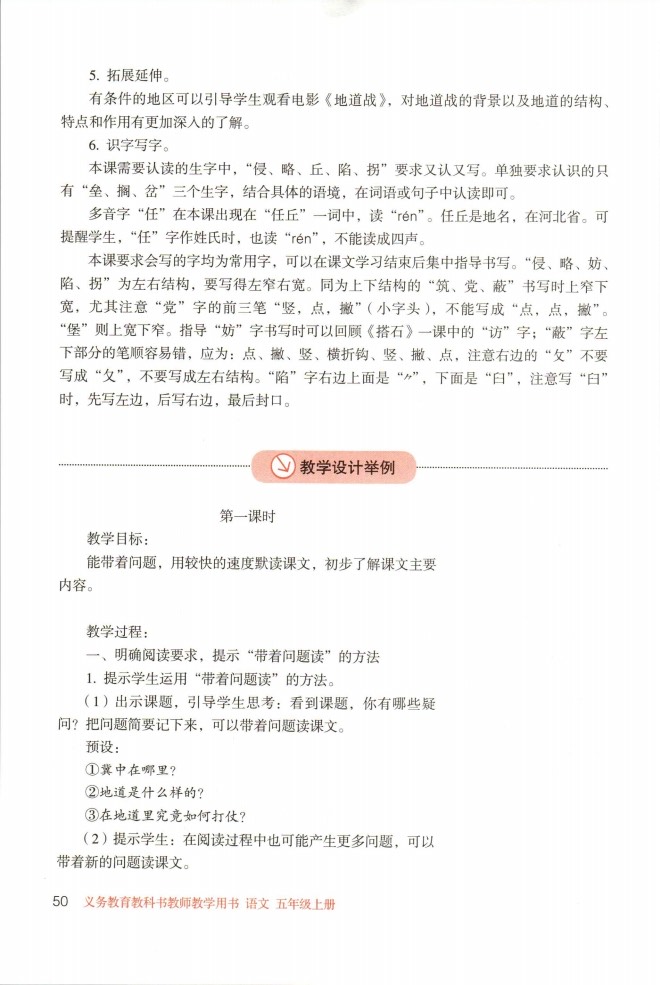 5. 拓展延伸。
有条件的地区可以引导学生观看电影《地道战》，对地道战的背景以及地道的结构、
特点和作用有更加深入的了解。
6. 识字写字。
本课需要认读的生字中，“侵、略、丘、陷、拐”要求又认又写。单独要求认识的只
有“垒、搁、岔”三个生字，结合具体的语境，在词语或句子中认读即可。
多音字“任”在本课出现在“任丘”一词中，读“rén”。任丘是地名，在河北省。可
提醒学生，“任”字作姓氏时，也读“rén”，不能读成四声。
本课要求会写的字均为常用字，可以在课文学习结束后集中指导书写。“侵、略、妨、
陷、拐”为左右结构，要写得左窄右宽。同为上下结构的“筑、党、蔽”书写时上窄下
宽，尤其注意“党”字的前三笔“竖，点，撇”（小字头），不能写成“点，点，撇”。
“堡”则上宽下窄。指导“妨”字书写时可以回顾《搭石》一课中的“访”字；“蔽”字左
下部分的笔顺容易错，应为：点、撇、竖、横折钩、竖、撇、点，注意右边的“攵”不要
写成“夂”，不要写成左右结构。“陷”字右边上面是“⺈”，下面是“臼”，注意写“臼”
时，先写左边，后写右边，最后封口。
教学设计举例
第一课时
教学目标：
能带着问题，用较快的速度默读课文，初步了解课文主要
内容。
教学过程：
一、明确阅读要求，提示“带着问题读”的方法
1. 提示学生运用“带着问题读”的方法。
（1）出示课题，引导学生思考：看到课题，你有哪些疑
问？把问题简要记下来，可以带着问题读课文。
预设：
①冀中在哪里？
②地道是什么样的？
③在地道里究竟如何打仗？
（2）提示学生：在阅读过程中也可能产生更多问题，可以
带着新的问题读课文。
50 义务教育教科书教师教学用书 语文 五年级上册